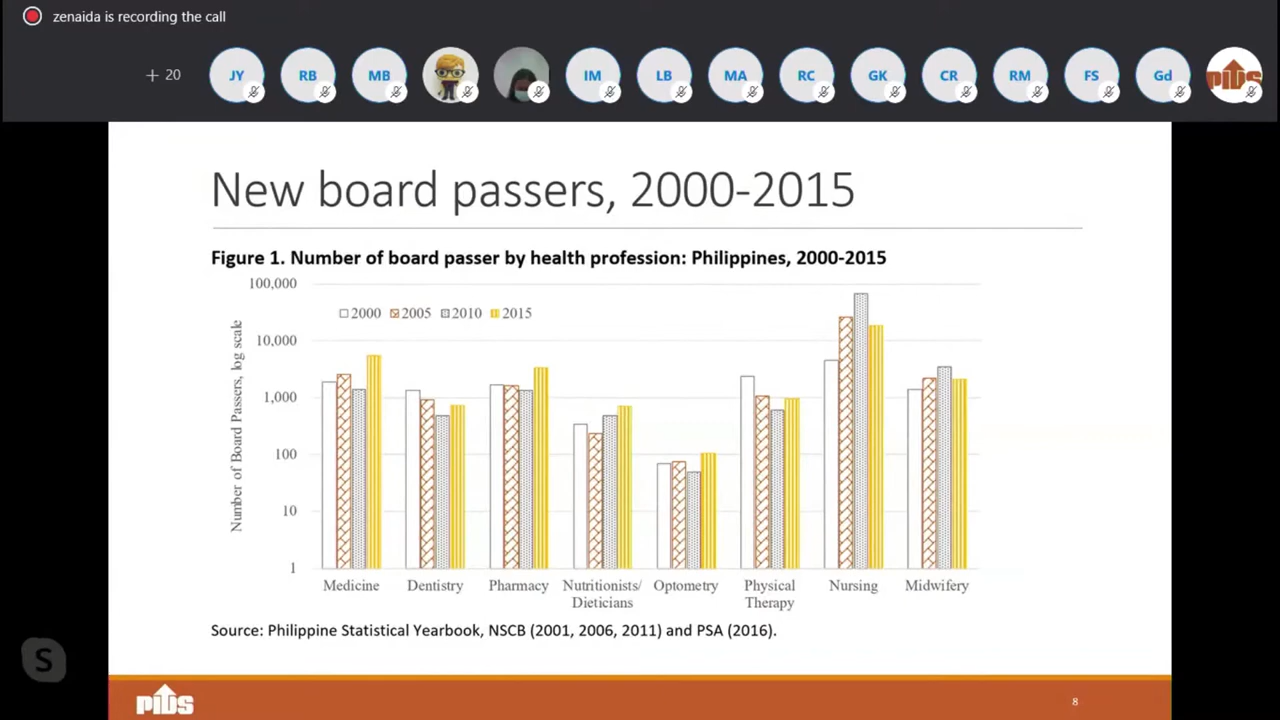 zenaida is recording the call
+ 20
JY
RB
MB
IM
LB
MA
RC
GK
CR
RM
FS
Gd
PIDS
New board passers, 2000-2015
Figure 1. Number of board passer by health profession: Philippines, 2000-2015
Number of Board Passers, log scale
100,000
10,000
1,000
100
10
1
2000 2005 2010 2015
Medicine
Dentistry
Pharmacy
Nutritionists/
Dieticians
Optometry
Physical
Therapy
Nursing
Midwifery
Source: Philippine Statistical Yearbook, NSCB (2001, 2006, 2011) and PSA (2016).
S
PIDS
8